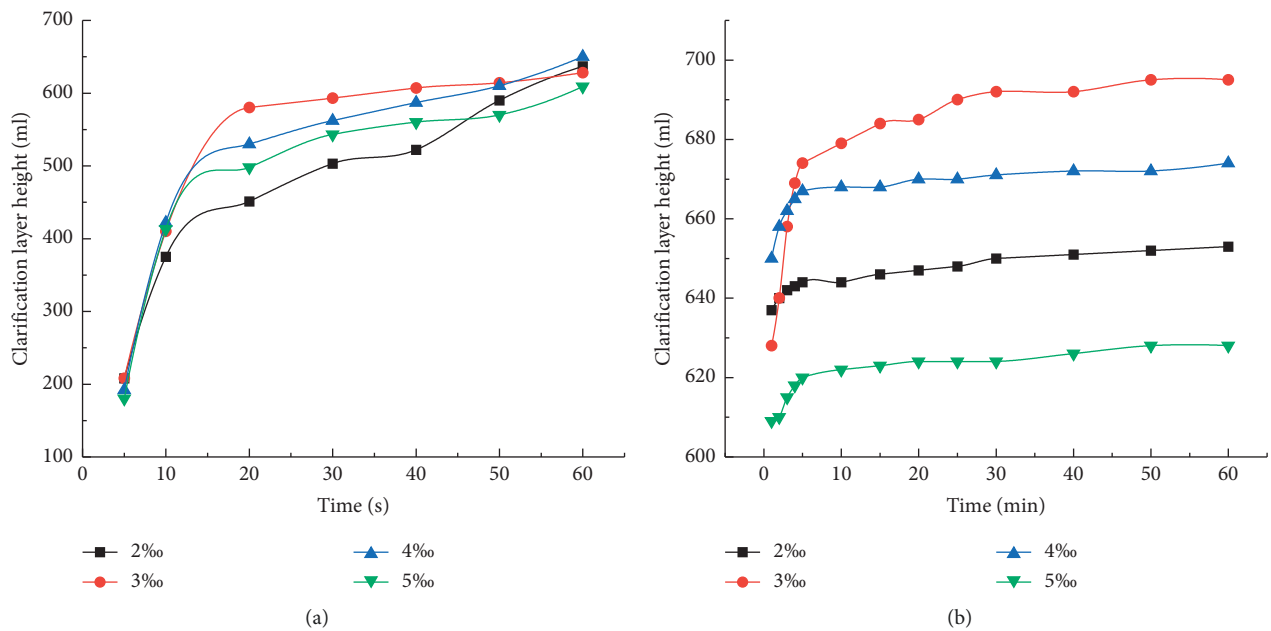 700
600
500
400
300
200
100
Clarification layer height (ml)
0 10 20 30 40 50 60
Time (s)
2‰ 4‰
3‰ 5‰
(a)
700
680
660
640
620
600
Clarification layer height (ml)
0 10 20 30 40 50 60
Time (min)
2‰ 4‰
3‰ 5‰
(b)